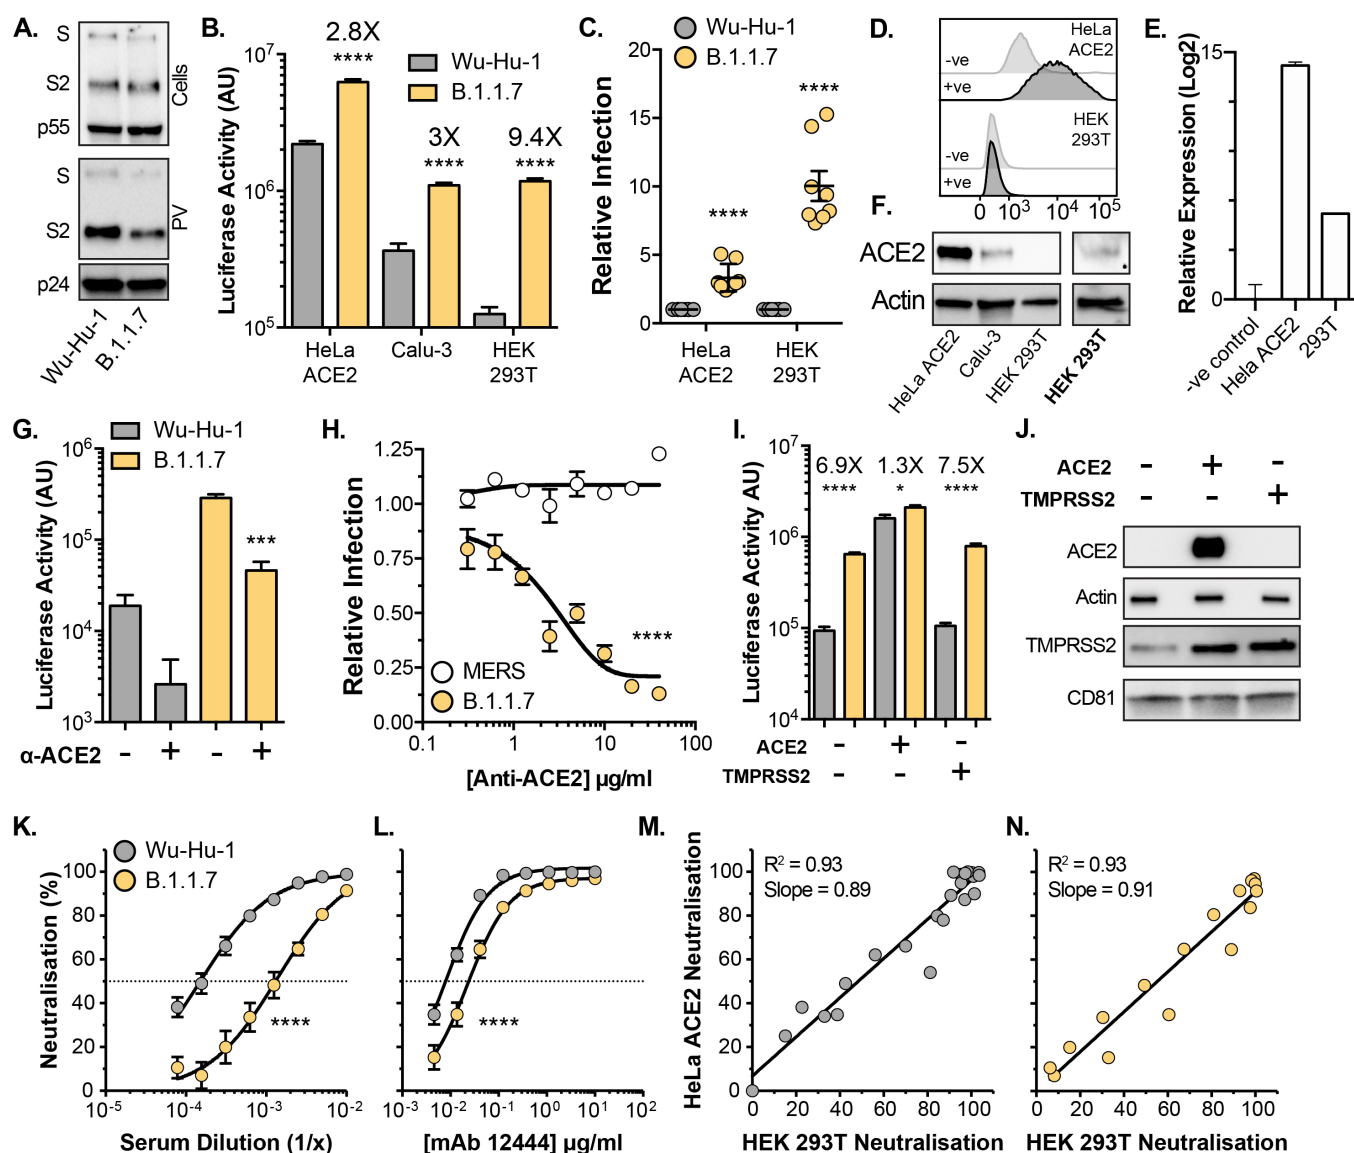 A.
S
S2
p55
Cells
S
S2
PV
p24
Wu-Hu-1
B.1.1.7
B.
Luciferase Activity (AU)
10⁷
10⁶
10⁵
2.8X
****
3X
****
9.4X
****
Wu-Hu-1
B.1.1.7
HeLa
ACE2
Calu-3
HEK
293T
C.
Wu-Hu-1
B.1.1.7
Relative Infection
20
15
10
5
0
****
****
HeLa
ACE2
HEK
293T
D.
HeLa
ACE2
-ve
+ve
HEK
293T
-ve
+ve
0 10³ 10⁴ 10⁵
E.
Relative Expression (Log2)
15
0
-ve control
Hela ACE2
293T
F.
ACE2
Actin
HeLa ACE2
Calu-3
HEK 293T
HEK 293T
G.
Wu-Hu-1
B.1.1.7
Luciferase Activity (AU)
10⁶
10⁵
10⁴
10³
***
α-ACE2 - + - +
H.
Relative Infection
1.25
1.00
0.75
0.50
0.25
0.00
****
MERS
B.1.1.7
0.1 1 10 100
[Anti-ACE2] µg/ml
I.
Luciferase Activity AU)
10⁷
10⁶
10⁵
10⁴
6.9X 1.3X 7.5X
**** * ****
ACE2 - + -
TMPRSS2 - - +
J.
ACE2 - + -
TMPRSS2 - - +
ACE2
Actin
TMPRSS2
CD81
K.
Wu-Hu-1
B.1.1.7
Neutralisation (%)
100
80
60
40
20
0
****
10⁻⁵ 10⁻⁴ 10⁻³ 10⁻²
Serum Dilution (1/x)
L.
****
10⁻³ 10⁻² 10⁻¹ 10⁰ 10¹ 10²
[mAb 12444] µg/ml
M.
HeLa ACE2 Neutralisation
R² = 0.93
Slope = 0.89
100
80
60
40
20
0
0 20 40 60 80 100
HEK 293T Neutralisation
N.
R² = 0.93
Slope = 0.91
100
80
60
40
20
0
0 20 40 60 80 100
HEK 293T Neutralisation